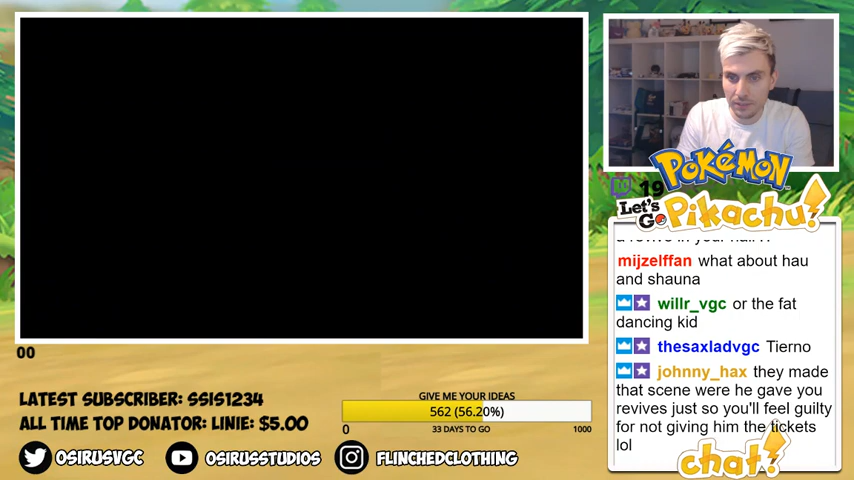 POKÉMON
19
Let's Go Pikachu!
mijzelffan what about hau
and shauna
willr_vgc or the fat
dancing kid
thesaxladvgc Tierno
johnny_hax they made
that scene were he gave you
revives just so you'll feel guilty
for not giving him the tickets
lol
chat!
00
LATEST SUBSCRIBER: SSIS1234
ALL TIME TOP DONATOR: LINIE: $5.00
GIVE ME YOUR IDEAS
562 (56.20%)
0 33 DAYS TO GO 1000
OSIRUSVGC OSIRUSSTUDIOS FLINCHEDCLOTHING